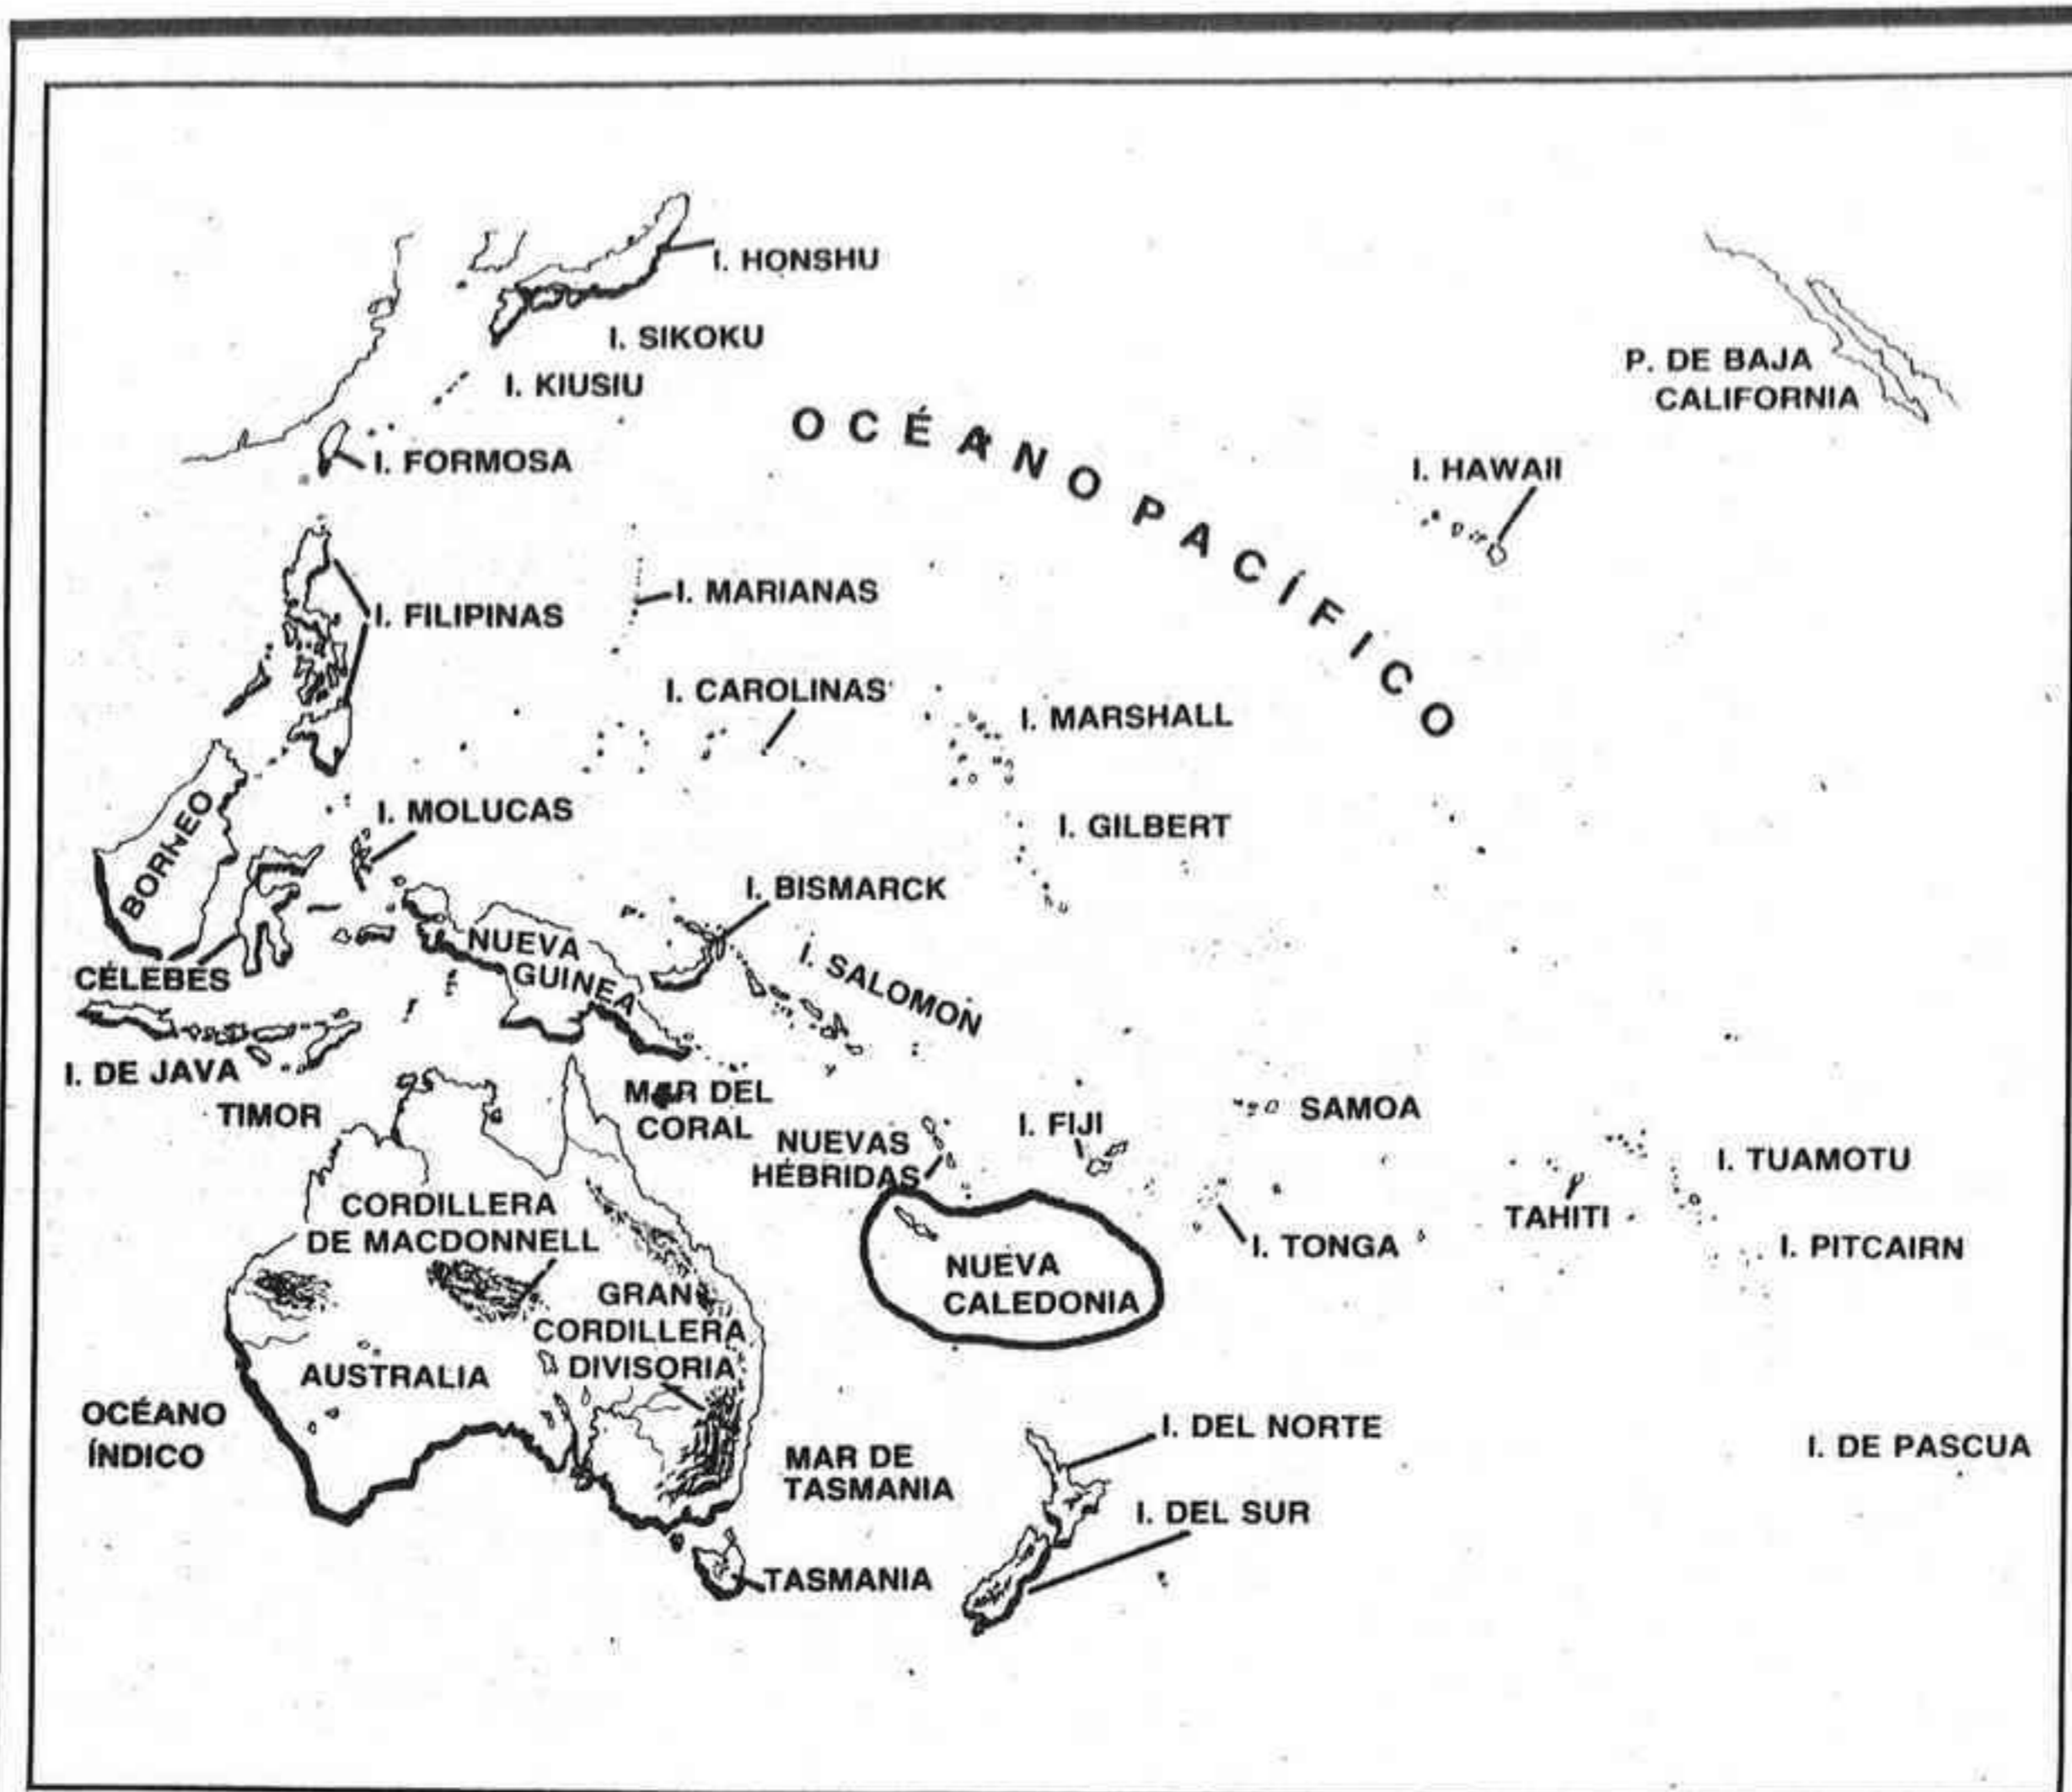 I. HONSHU
I. SIKOKU
P. DE BAJA
CALIFORNIA
I. KIUSIU
OCÉANO PACÍFICO
I. FORMOSA
I. HAWAII
I. MARIANAS
I. FILIPINAS
I. CAROLINAS
I. MARSHALL
I. MOLUCAS
I. GILBERT
BORNEO
I. BISMARCK
NUEVA
GUINEA
I. SALOMON
CÉLEBES
I. DE JAVA
TIMOR
MAR DEL
CORAL
NUEVAS
HÉBRIDAS
I. FIJI
SAMOA
I. TUAMOTU
TAHITI
I. TONGA
I. PITCAIRN
CORDILLERA
DE MACDONNELL
NUEVA
CALEDONIA
GRAN
CORDILLERA
DIVISORIA
AUSTRALIA
OCÉANO
ÍNDICO
I. DEL NORTE
I. DE PASCUA
MAR DE
TASMANIA
I. DEL SUR
TASMANIA